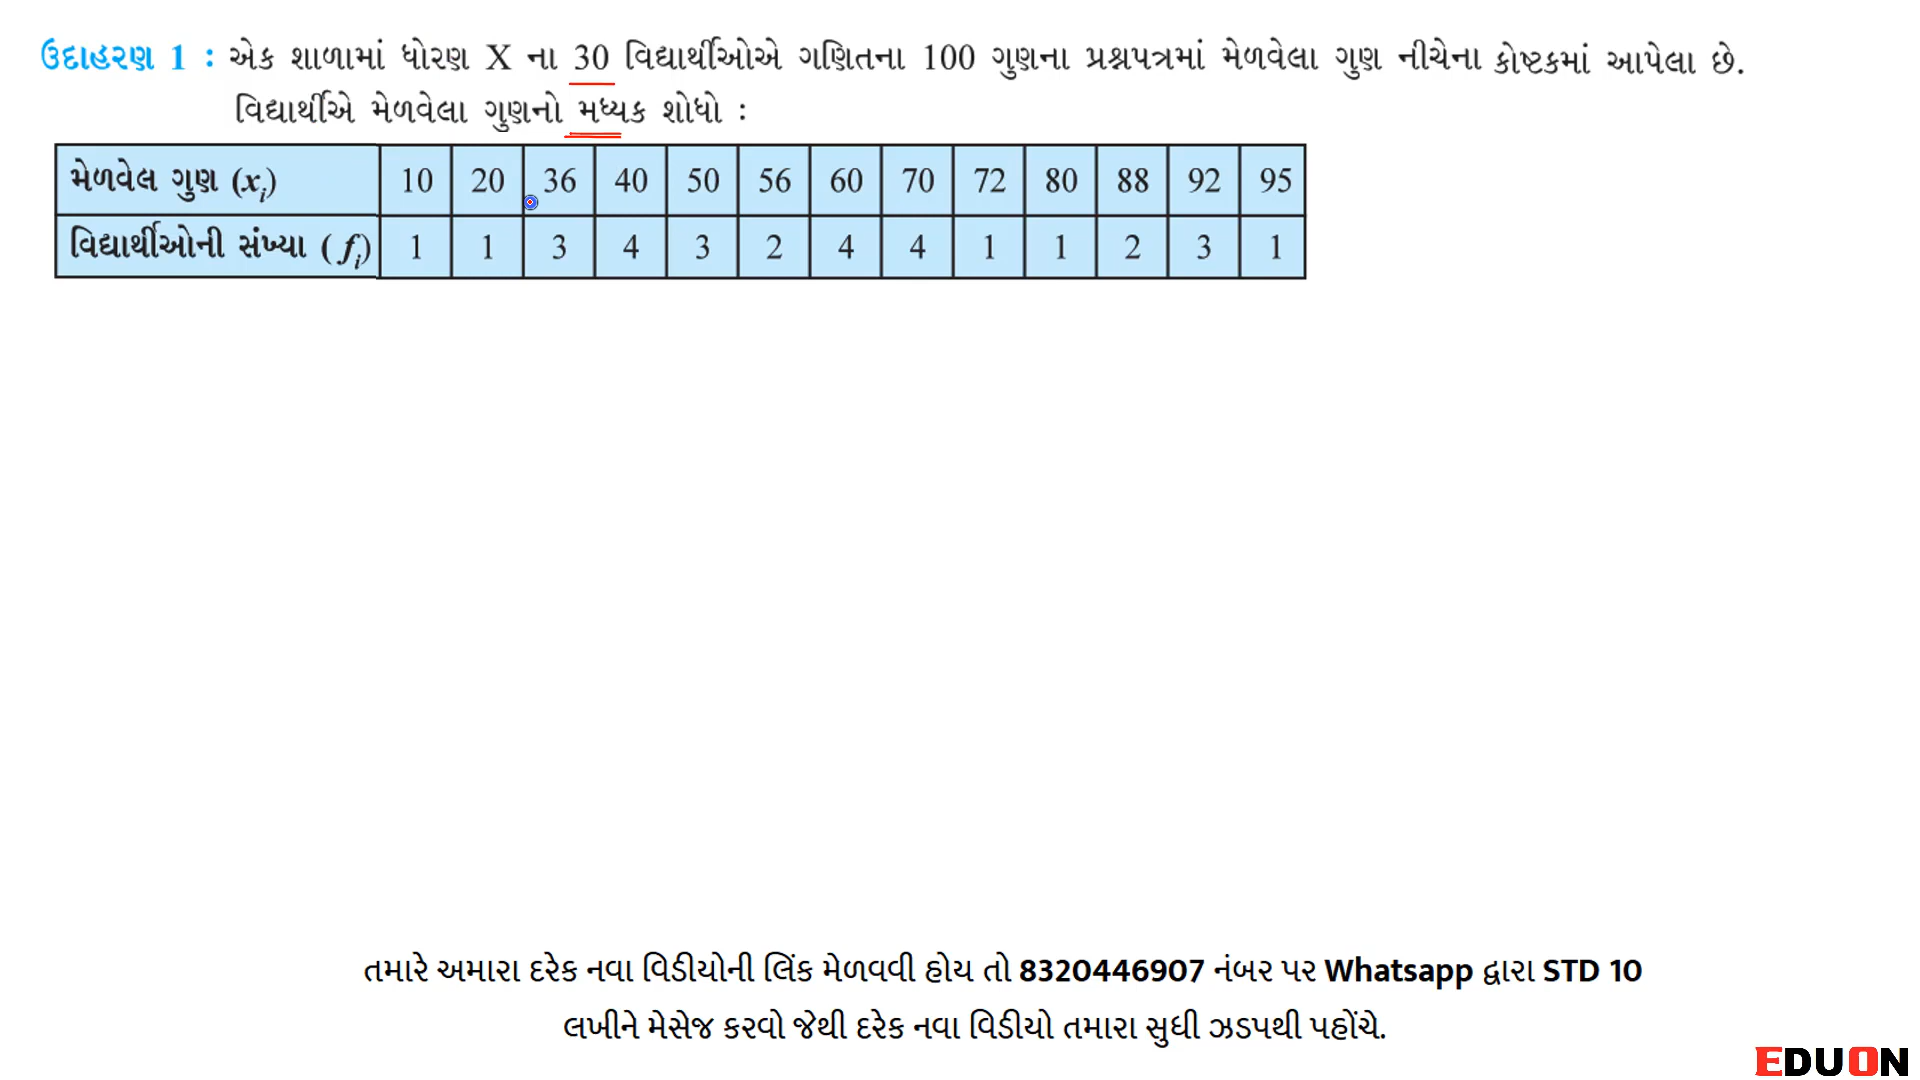 ઉદાહરણ 1 : એક શાળામાં ધોરણ X ના 30 વિદ્યાર્થીઓએ ગણિતના 100 ગુણના પ્રશ્નપત્રમાં મેળવેલા ગુણ નીચેના કોષ્ટકમાં આપેલા છે.
વિદ્યાર્થીએ મેળવેલા ગુણનો મધ્યક શોધો :
મેળવેલ ગુણ (xi) 10 20 36 40 50 56 60 70 72 80 88 92 95
વિદ્યાર્થીઓની સંખ્યા ( fi) 1 1 3 4 3 2 4 4 1 1 2 3 1
તમારે અમારા દરેક નવા વિડીયોની લિંક મેળવવી હોય તો 8320446907 નંબર પર Whatsapp દ્વારા STD 10
લખીને મેસેજ કરવો જેથી દરેક નવા વિડીયો તમારા સુધી ઝડપથી પહોંચે.
EDUON